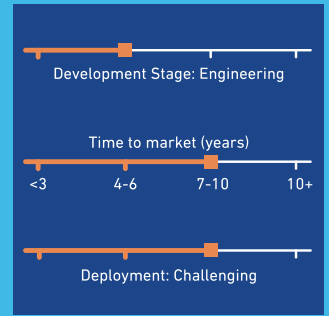 Development Stage: Engineering
Time to market (years)
<3 4-6 7-10 10+
Deployment: Challenging